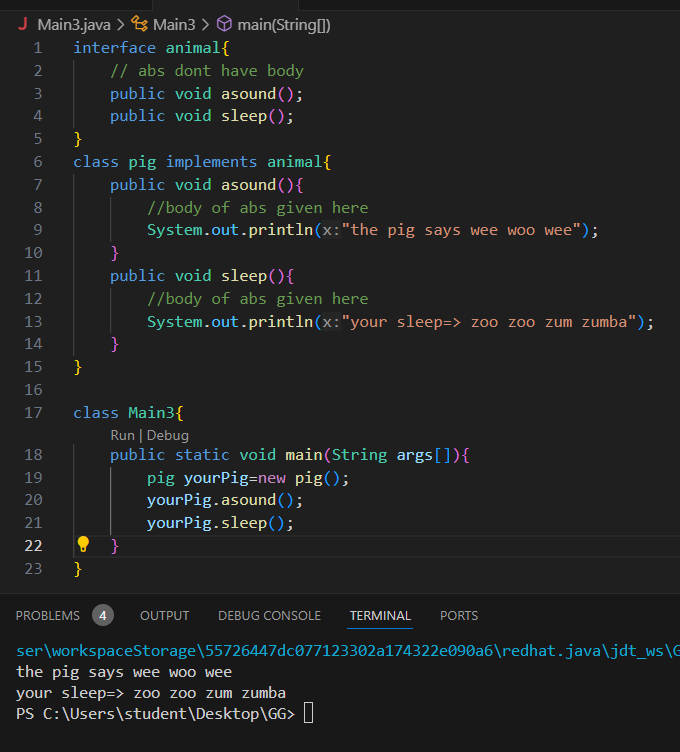 J Main3.java > Main3 > main(String[])
1 interface animal{
2 // abs dont have body
3 public void asound();
4 public void sleep();
5 }
6 class pig implements animal{
7 public void asound(){
8 //body of abs given here
9 System.out.println(x:"the pig says wee woo wee");
10 }
11 public void sleep(){
12 //body of abs given here
13 System.out.println(x:"your sleep=> zoo zoo zum zumba");
14 }
15 }
16
17 class Main3{
Run | Debug
18 public static void main(String args[]){
19 pig yourPig=new pig();
20 yourPig.asound();
21 yourPig.sleep();
22 }
23 }
PROBLEMS 4 OUTPUT DEBUG CONSOLE TERMINAL PORTS
ser\workspaceStorage\55726447dc077123302a174322e090a6\redhat.java\jdt_ws\G
the pig says wee woo wee
your sleep=> zoo zoo zum zumba
PS C:\Users\student\Desktop\GG>